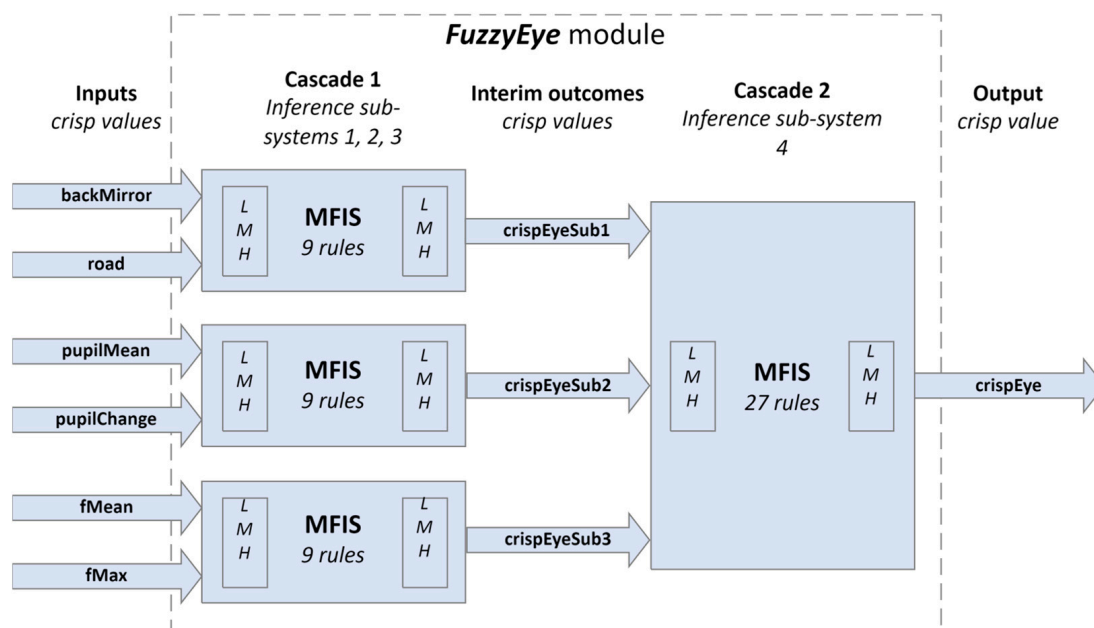 FuzzyEye module
Inputs
crisp values
Cascade 1
Inference sub-
systems 1, 2, 3
Interim outcomes
crisp values
Cascade 2
Inference sub-system
4
Output
crisp value
backMirror
road
L
M
H
MFIS
9 rules
L
M
H
crispEyeSub1
pupilMean
pupilChange
L
M
H
MFIS
9 rules
L
M
H
crispEyeSub2
fMean
fMax
L
M
H
MFIS
9 rules
L
M
H
crispEyeSub3
L
M
H
MFIS
27 rules
L
M
H
crispEye